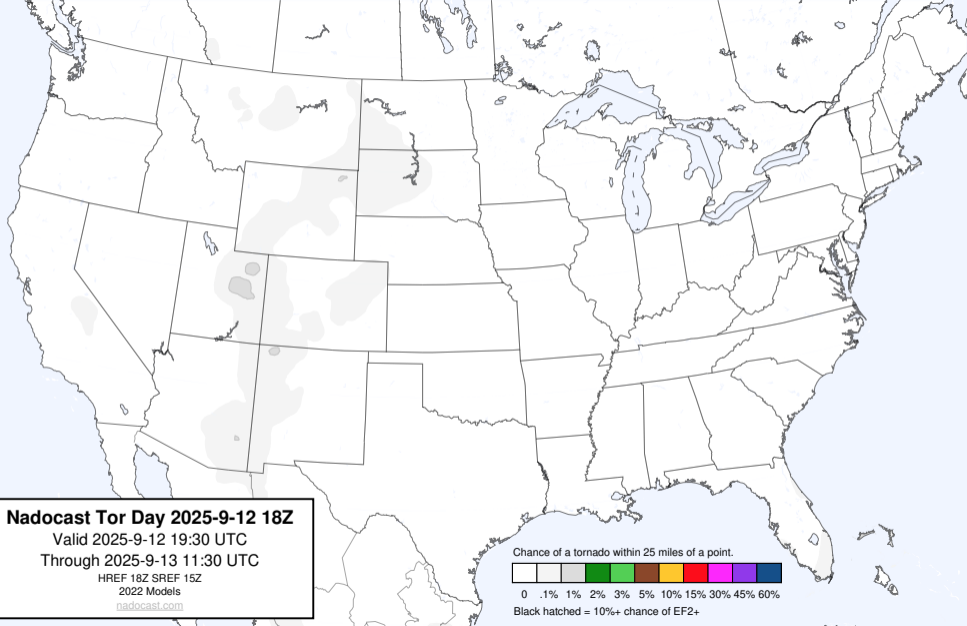 Nadocast Tor Day 2025-9-12 18Z
Valid 2025-9-12 19:30 UTC
Through 2025-9-13 11:30 UTC
HREF 18Z SREF 15Z
2022 Models
nadocast.com
Chance of a tornado within 25 miles of a point.
0 .1% 1% 2% 3% 5% 10% 15% 30% 45% 60%
Black hatched = 10%+ chance of EF2+